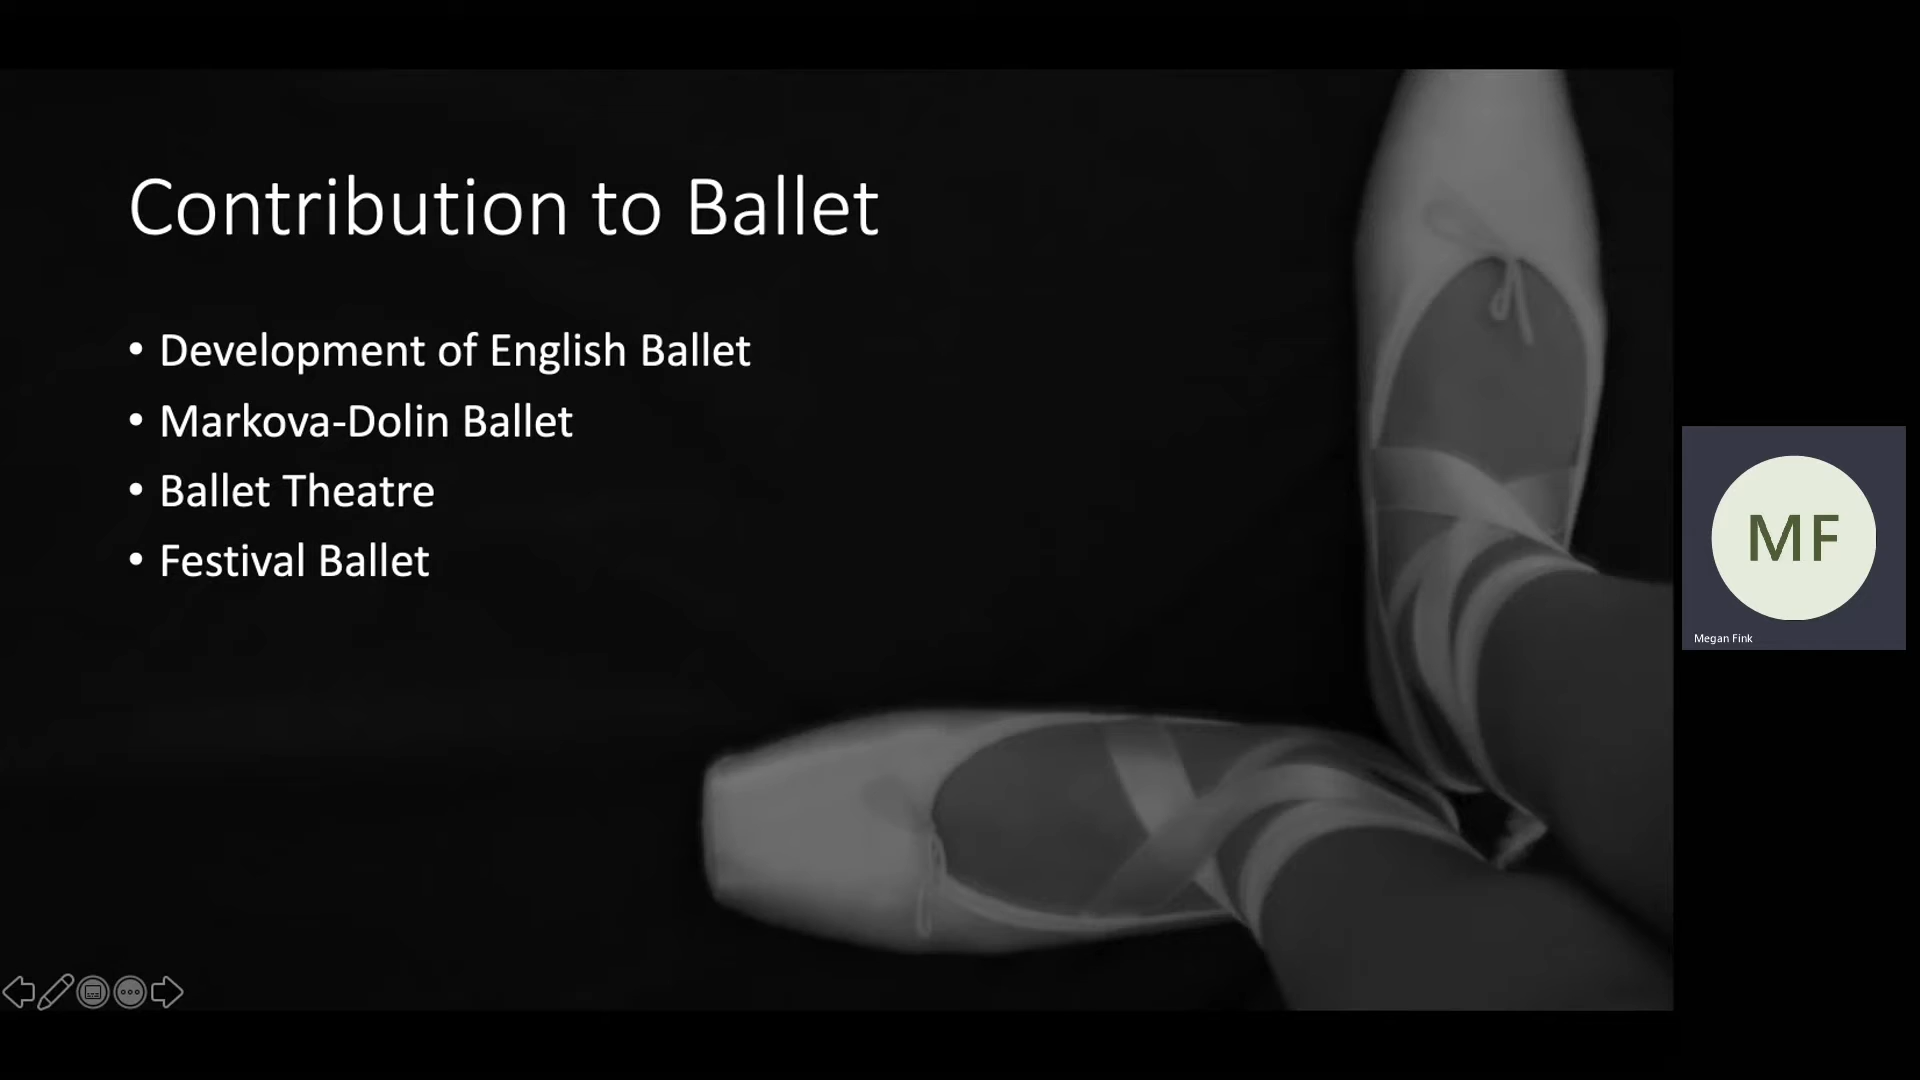 Contribution to Ballet
• Development of English Ballet
• Markova-Dolin Ballet
• Ballet Theatre
• Festival Ballet
MF
Megan Fink